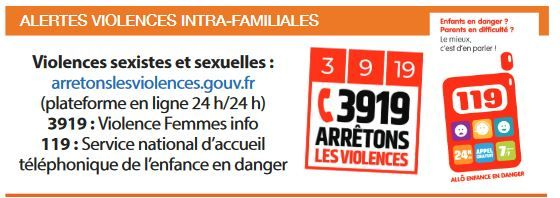 ALERTES VIOLENCES INTRA-FAMILIALES
Violences sexistes et sexuelles :
arretonslesviolences.gouv.fr
(plateforme en ligne 24 h/24 h)
3919 : Violence Femmes info
119 : Service national d’accueil
téléphonique de l’enfance en danger
3 9 19
3919
ARRÊTONS
LES VIOLENCES
Enfants en danger ?
Parents en difficulté ?
Le mieux,
c'est d'en parler !
119
24h/24
APPEL
GRATUIT
7j/7
ALLÔ ENFANCE EN DANGER